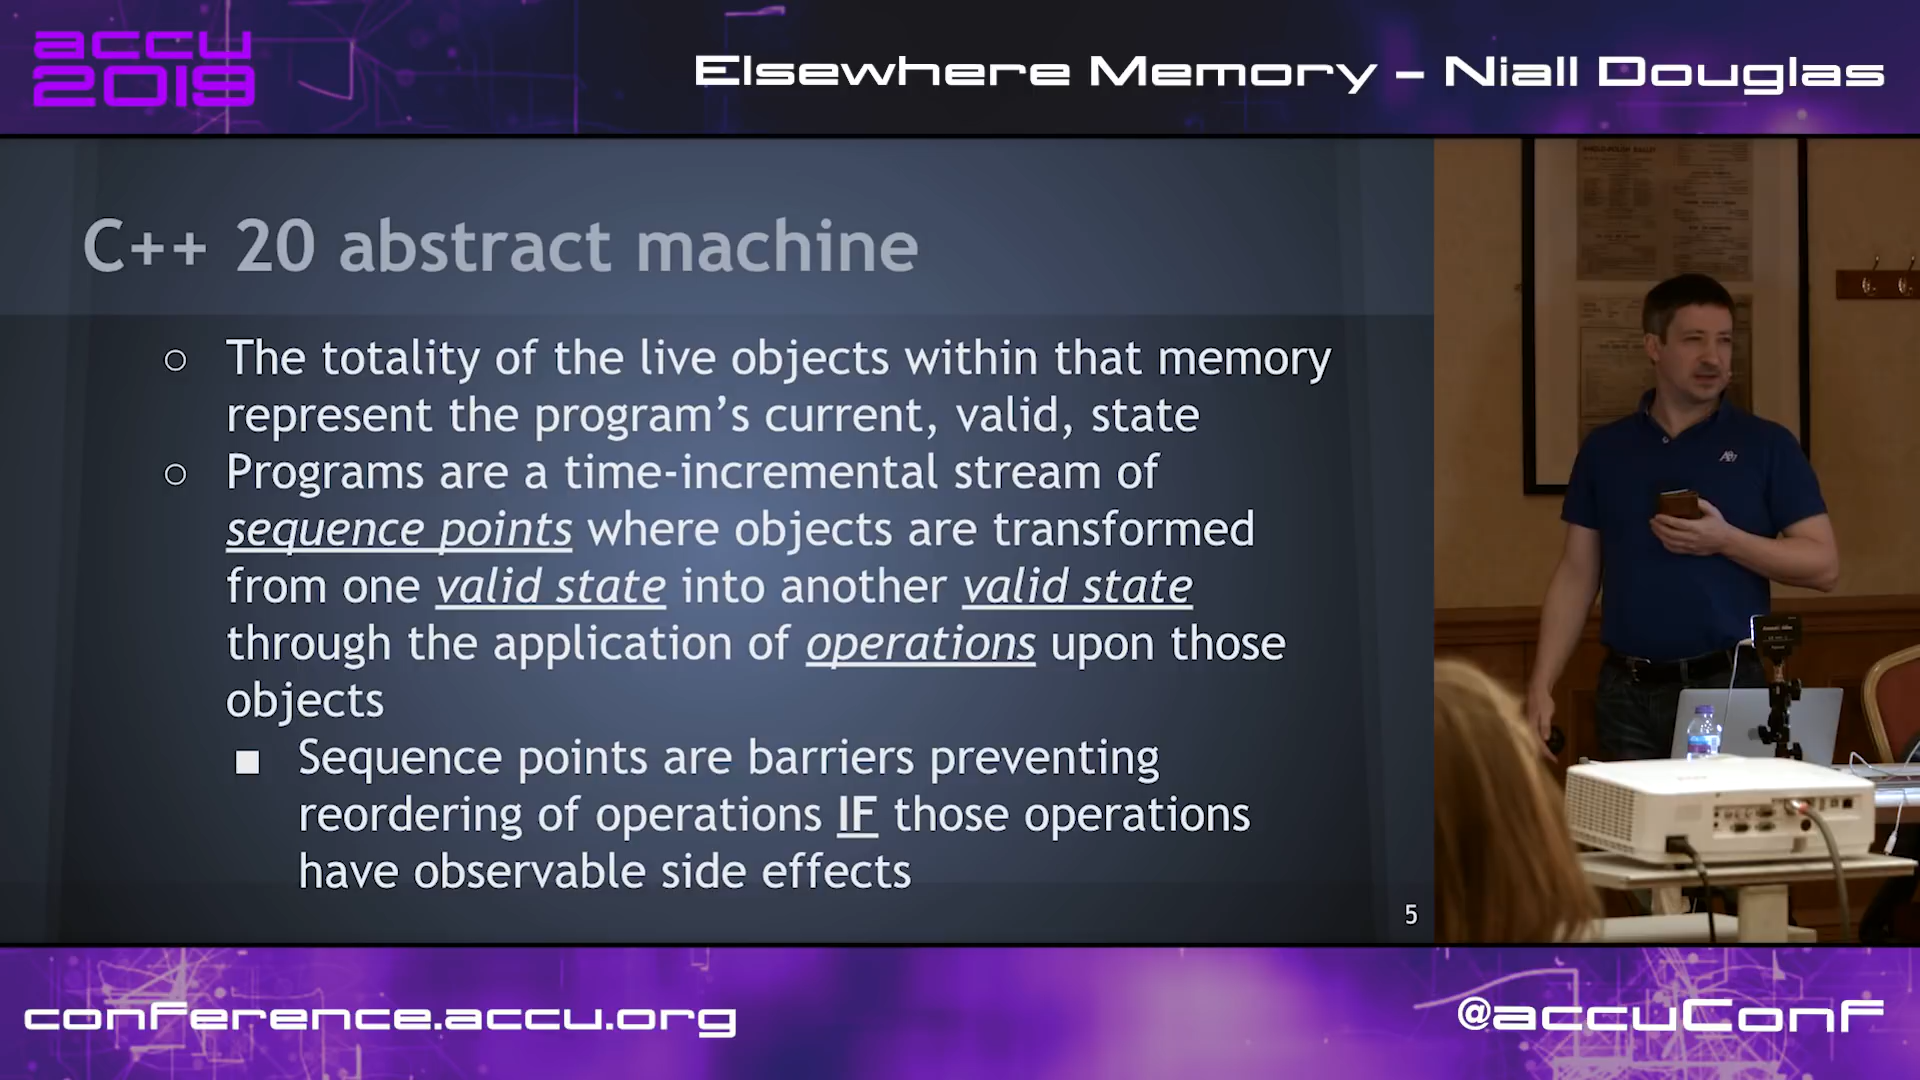 accu
2019
Elsewhere Memory – Niall Douglas
C++ 20 abstract machine
○ The totality of the live objects within that memory
represent the program’s current, valid, state
○ Programs are a time-incremental stream of
sequence points where objects are transformed
from one valid state into another valid state
through the application of operations upon those
objects
■ Sequence points are barriers preventing
reordering of operations IF those operations
have observable side effects
5
conference.accu.org
@accuConf